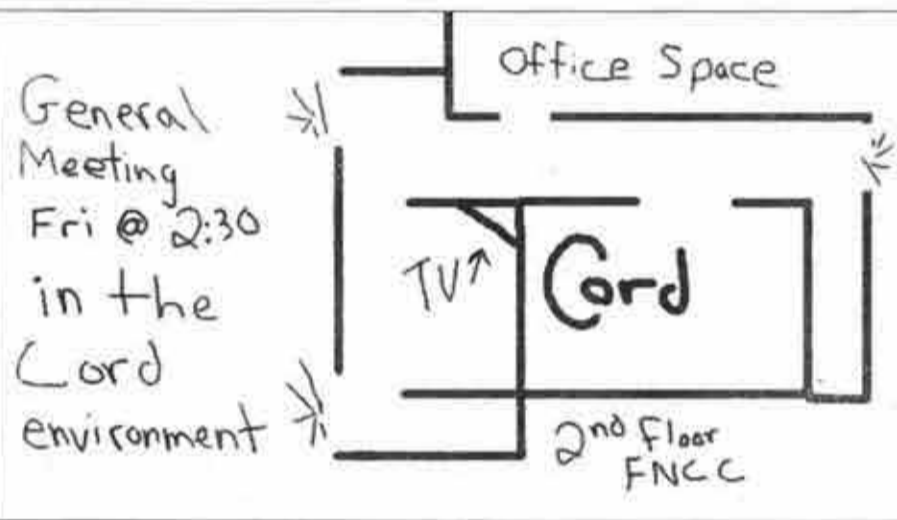 General
Meeting
Fri @ 2:30
in the
Cord
environment
Office Space
TV
Cord
2nd Floor
FNCC